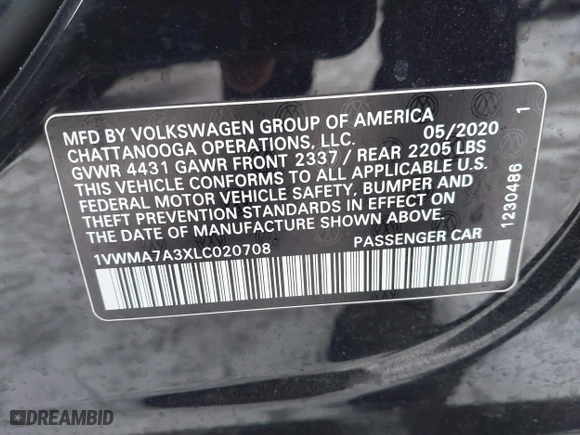 MFD BY VOLKSWAGEN GROUP OF AMERICA
CHATTANOOGA OPERATIONS, LLC. 05/2020
GVWR 4431 GAWR FRONT 2337 / REAR 2205 LBS
THIS VEHICLE CONFORMS TO ALL APPLICABLE U.S.
FEDERAL MOTOR VEHICLE SAFETY, BUMPER AND
THEFT PREVENTION STANDARDS IN EFFECT ON
THE DATE OF MANUFACTURE SHOWN ABOVE.
1VWMA7A3XLC020708 PASSENGER CAR
1230486 1
DREAMBID